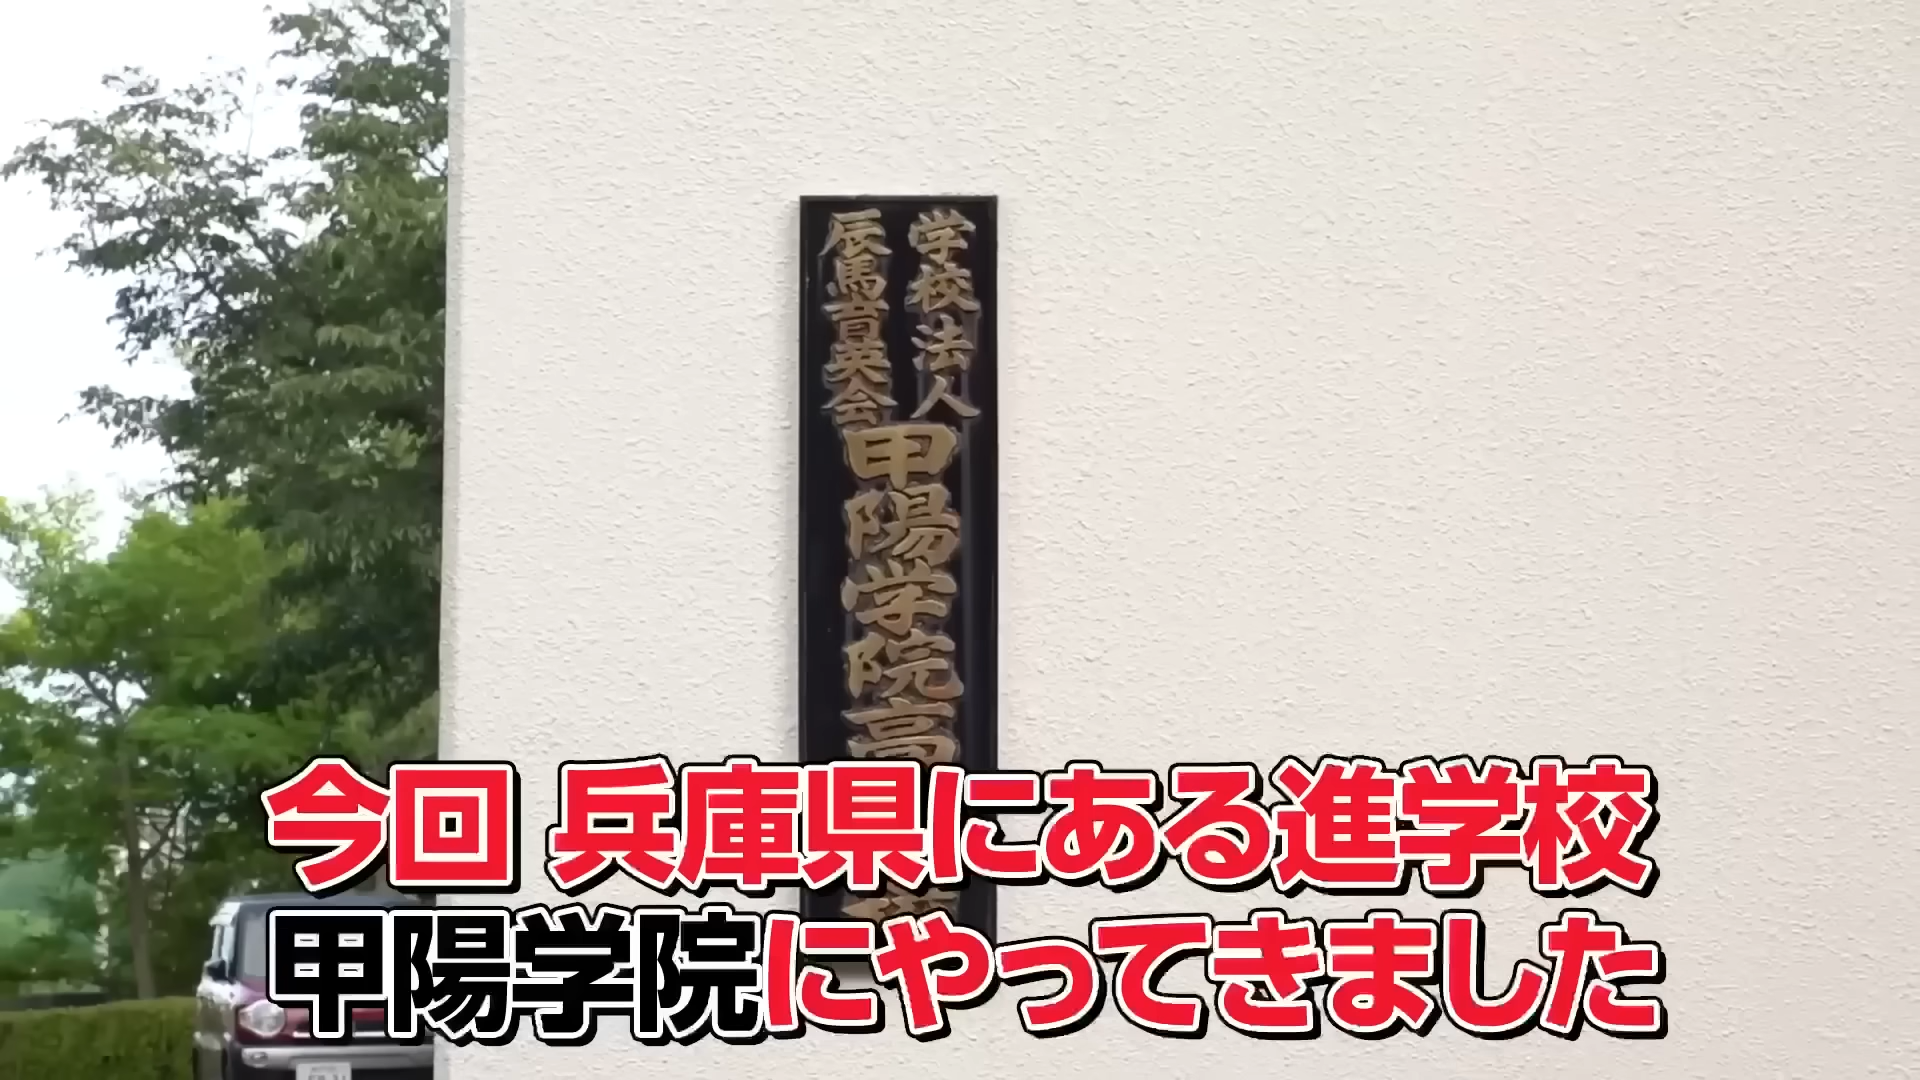 学校法人
辰馬育英会
甲陽学院高
今回 兵庫県にある進学校
甲陽学院にやってきました